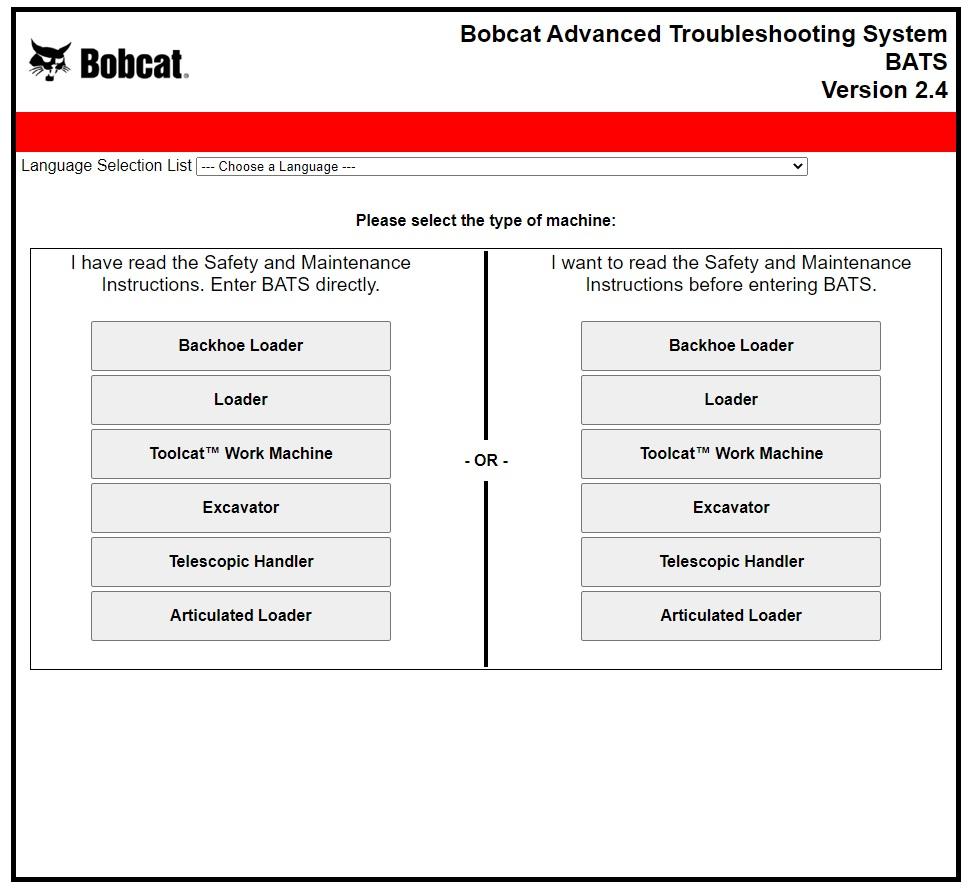 Bobcat.
Bobcat Advanced Troubleshooting System
BATS
Version 2.4
Language Selection List --- Choose a Language ---
Please select the type of machine:
I have read the Safety and Maintenance
Instructions. Enter BATS directly.
Backhoe Loader
Loader
Toolcat™ Work Machine
Excavator
Telescopic Handler
Articulated Loader
- OR -
I want to read the Safety and Maintenance
Instructions before entering BATS.
Backhoe Loader
Loader
Toolcat™ Work Machine
Excavator
Telescopic Handler
Articulated Loader